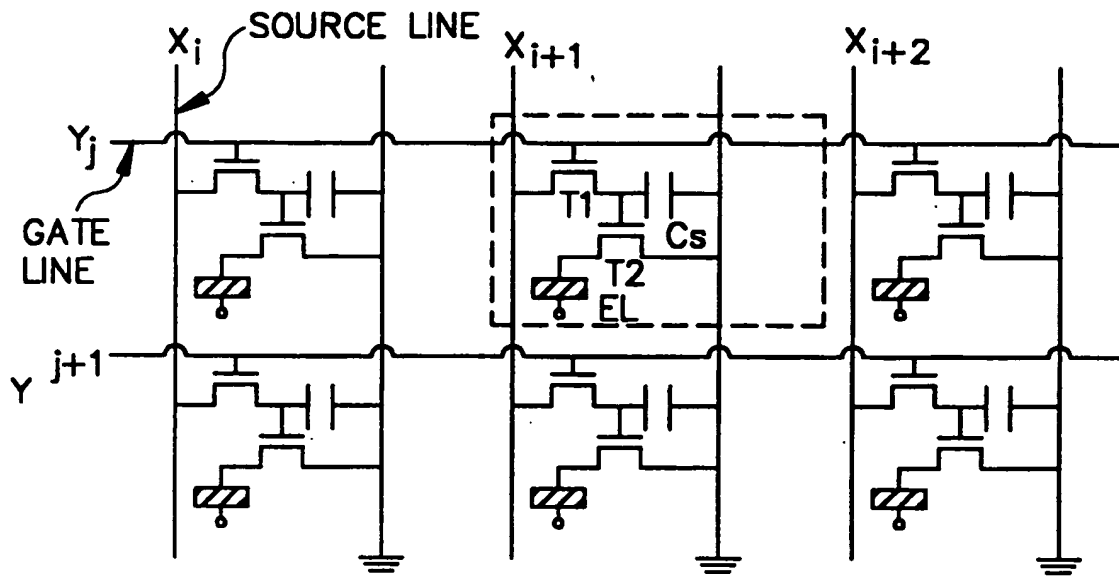 SOURCE LINE
Xi
Xi+1
Xi+2
Yj
GATE
LINE
T1
Cs
T2
EL
Y j+1